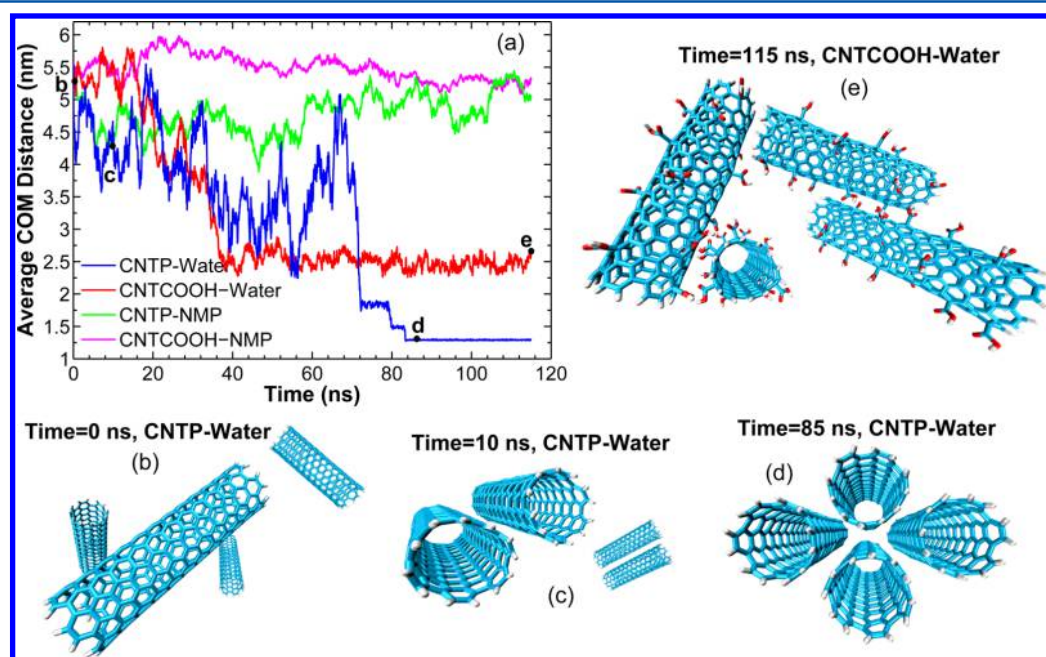 (a)
6
5.5
5
4.5
4
3.5
3
2.5
2
1.5
1
Average COM Distance (nm)
b
c
d
e
CNTP-Water
CNTCOOH-Water
CNTP-NMP
CNTCOOH-NMP
0 20 40 60 80 100 120
Time (ns)
Time=115 ns, CNTCOOH-Water
(e)
Time=0 ns, CNTP-Water
(b)
Time=10 ns, CNTP-Water
(c)
Time=85 ns, CNTP-Water
(d)